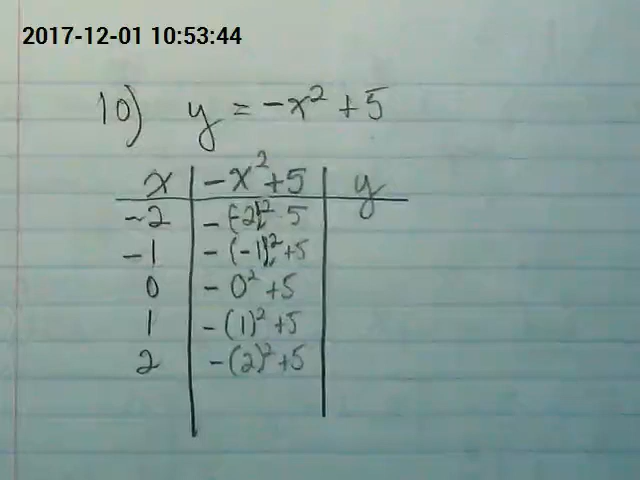 2017-12-01 10:53:44
10) y = -x² + 5
x | -x² + 5 | y
-2 | -(-2)² 5
-1 | -(-1)² + 5
0 | - 0² + 5
1 | -(1)² + 5
2 | -(2)² + 5